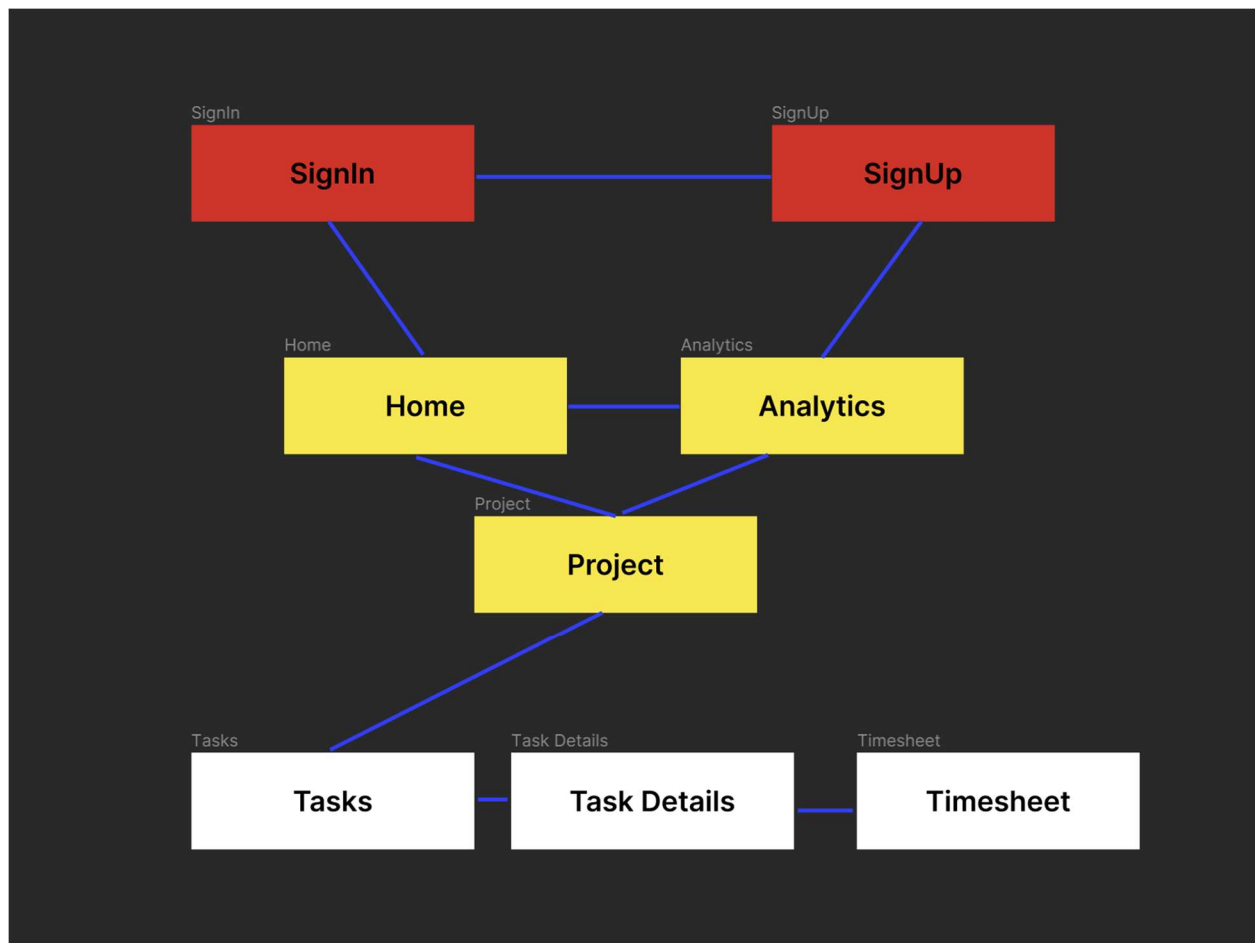 SignIn
SignUp
SignIn
SignUp
Home
Analytics
Home
Analytics
Project
Project
Tasks
Task Details
Timesheet
Tasks
Task Details
Timesheet